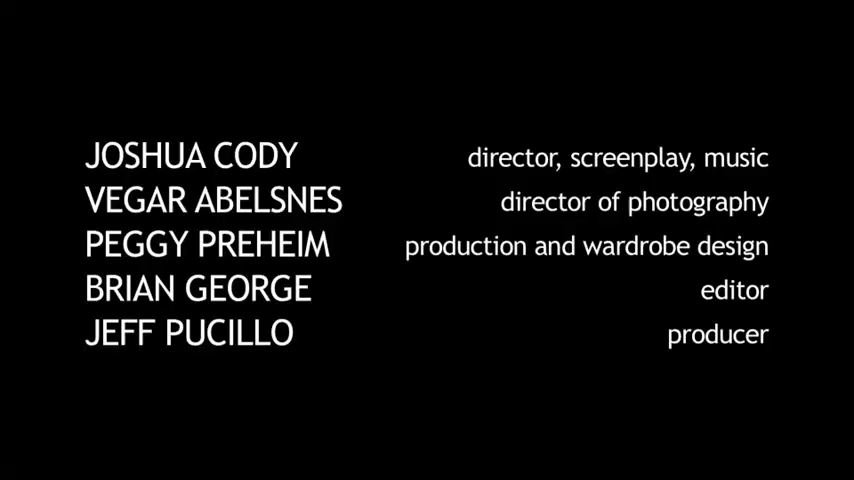 JOSHUA CODY director, screenplay, music
VEGAR ABELSNES director of photography
PEGGY PREHEIM production and wardrobe design
BRIAN GEORGE editor
JEFF PUCILLO producer